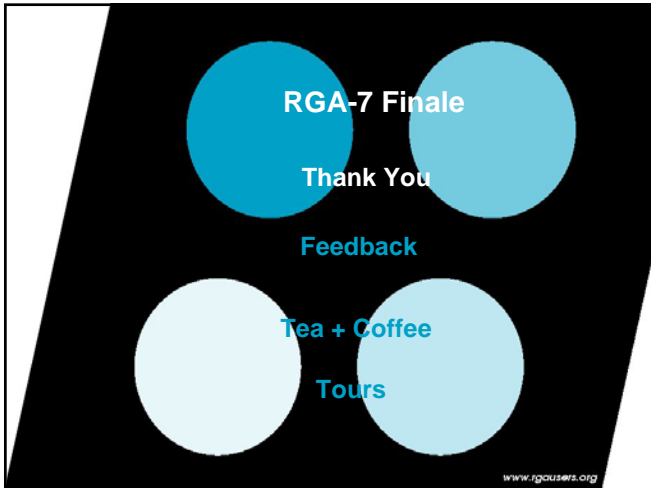 RGA-7 Finale
Thank You
Feedback
Tea + Coffee
Tours
www.rgausers.org